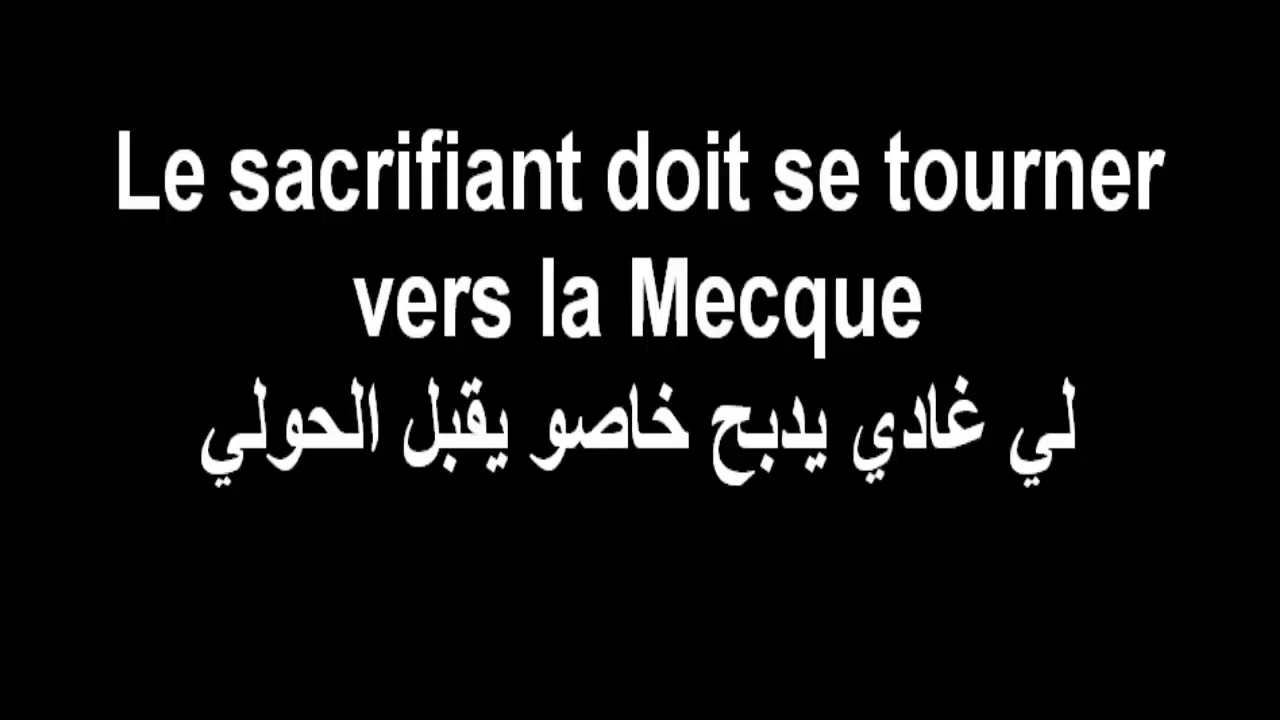 Le sacrifiant doit se tourner
vers la Mecque
لي غادي يدبح خاصو يقبل الحولي